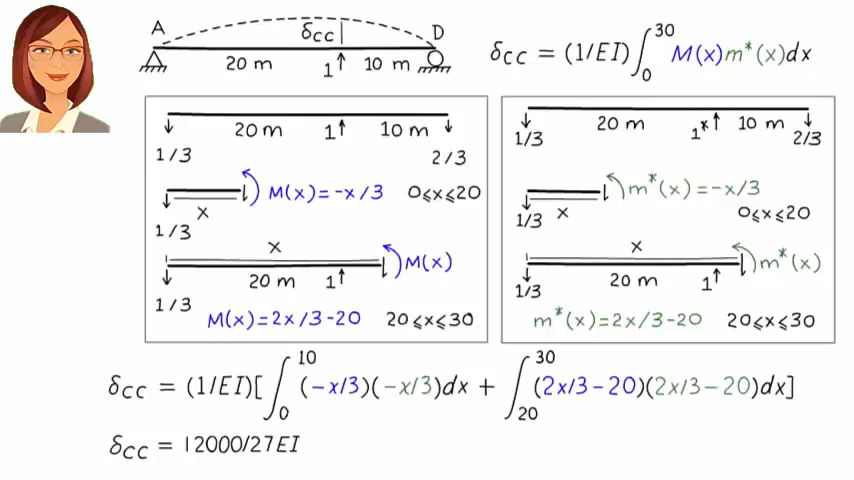 A δcc D
20 m 1 10 m
δcc = (1/EI) ∫₀³⁰ M(x)m*(x)dx
20 m 1 10 m
1/3 2/3
M(x)=-x/3 0≤x≤20
x
1/3
x
M(x)
20 m 1
1/3
M(x)=2x/3-20 20≤x≤30
20 m 1* 10 m
1/3 2/3
m*(x)=-x/3
x
1/3 0≤x≤20
x
m*(x)
20 m 1
1/3
m*(x)=2x/3-20 20≤x≤30
δcc = (1/EI)[∫₀¹⁰ (-x/3)(-x/3)dx + ∫₂₀³⁰ (2x/3-20)(2x/3-20)dx]
δcc = 12000/27EI